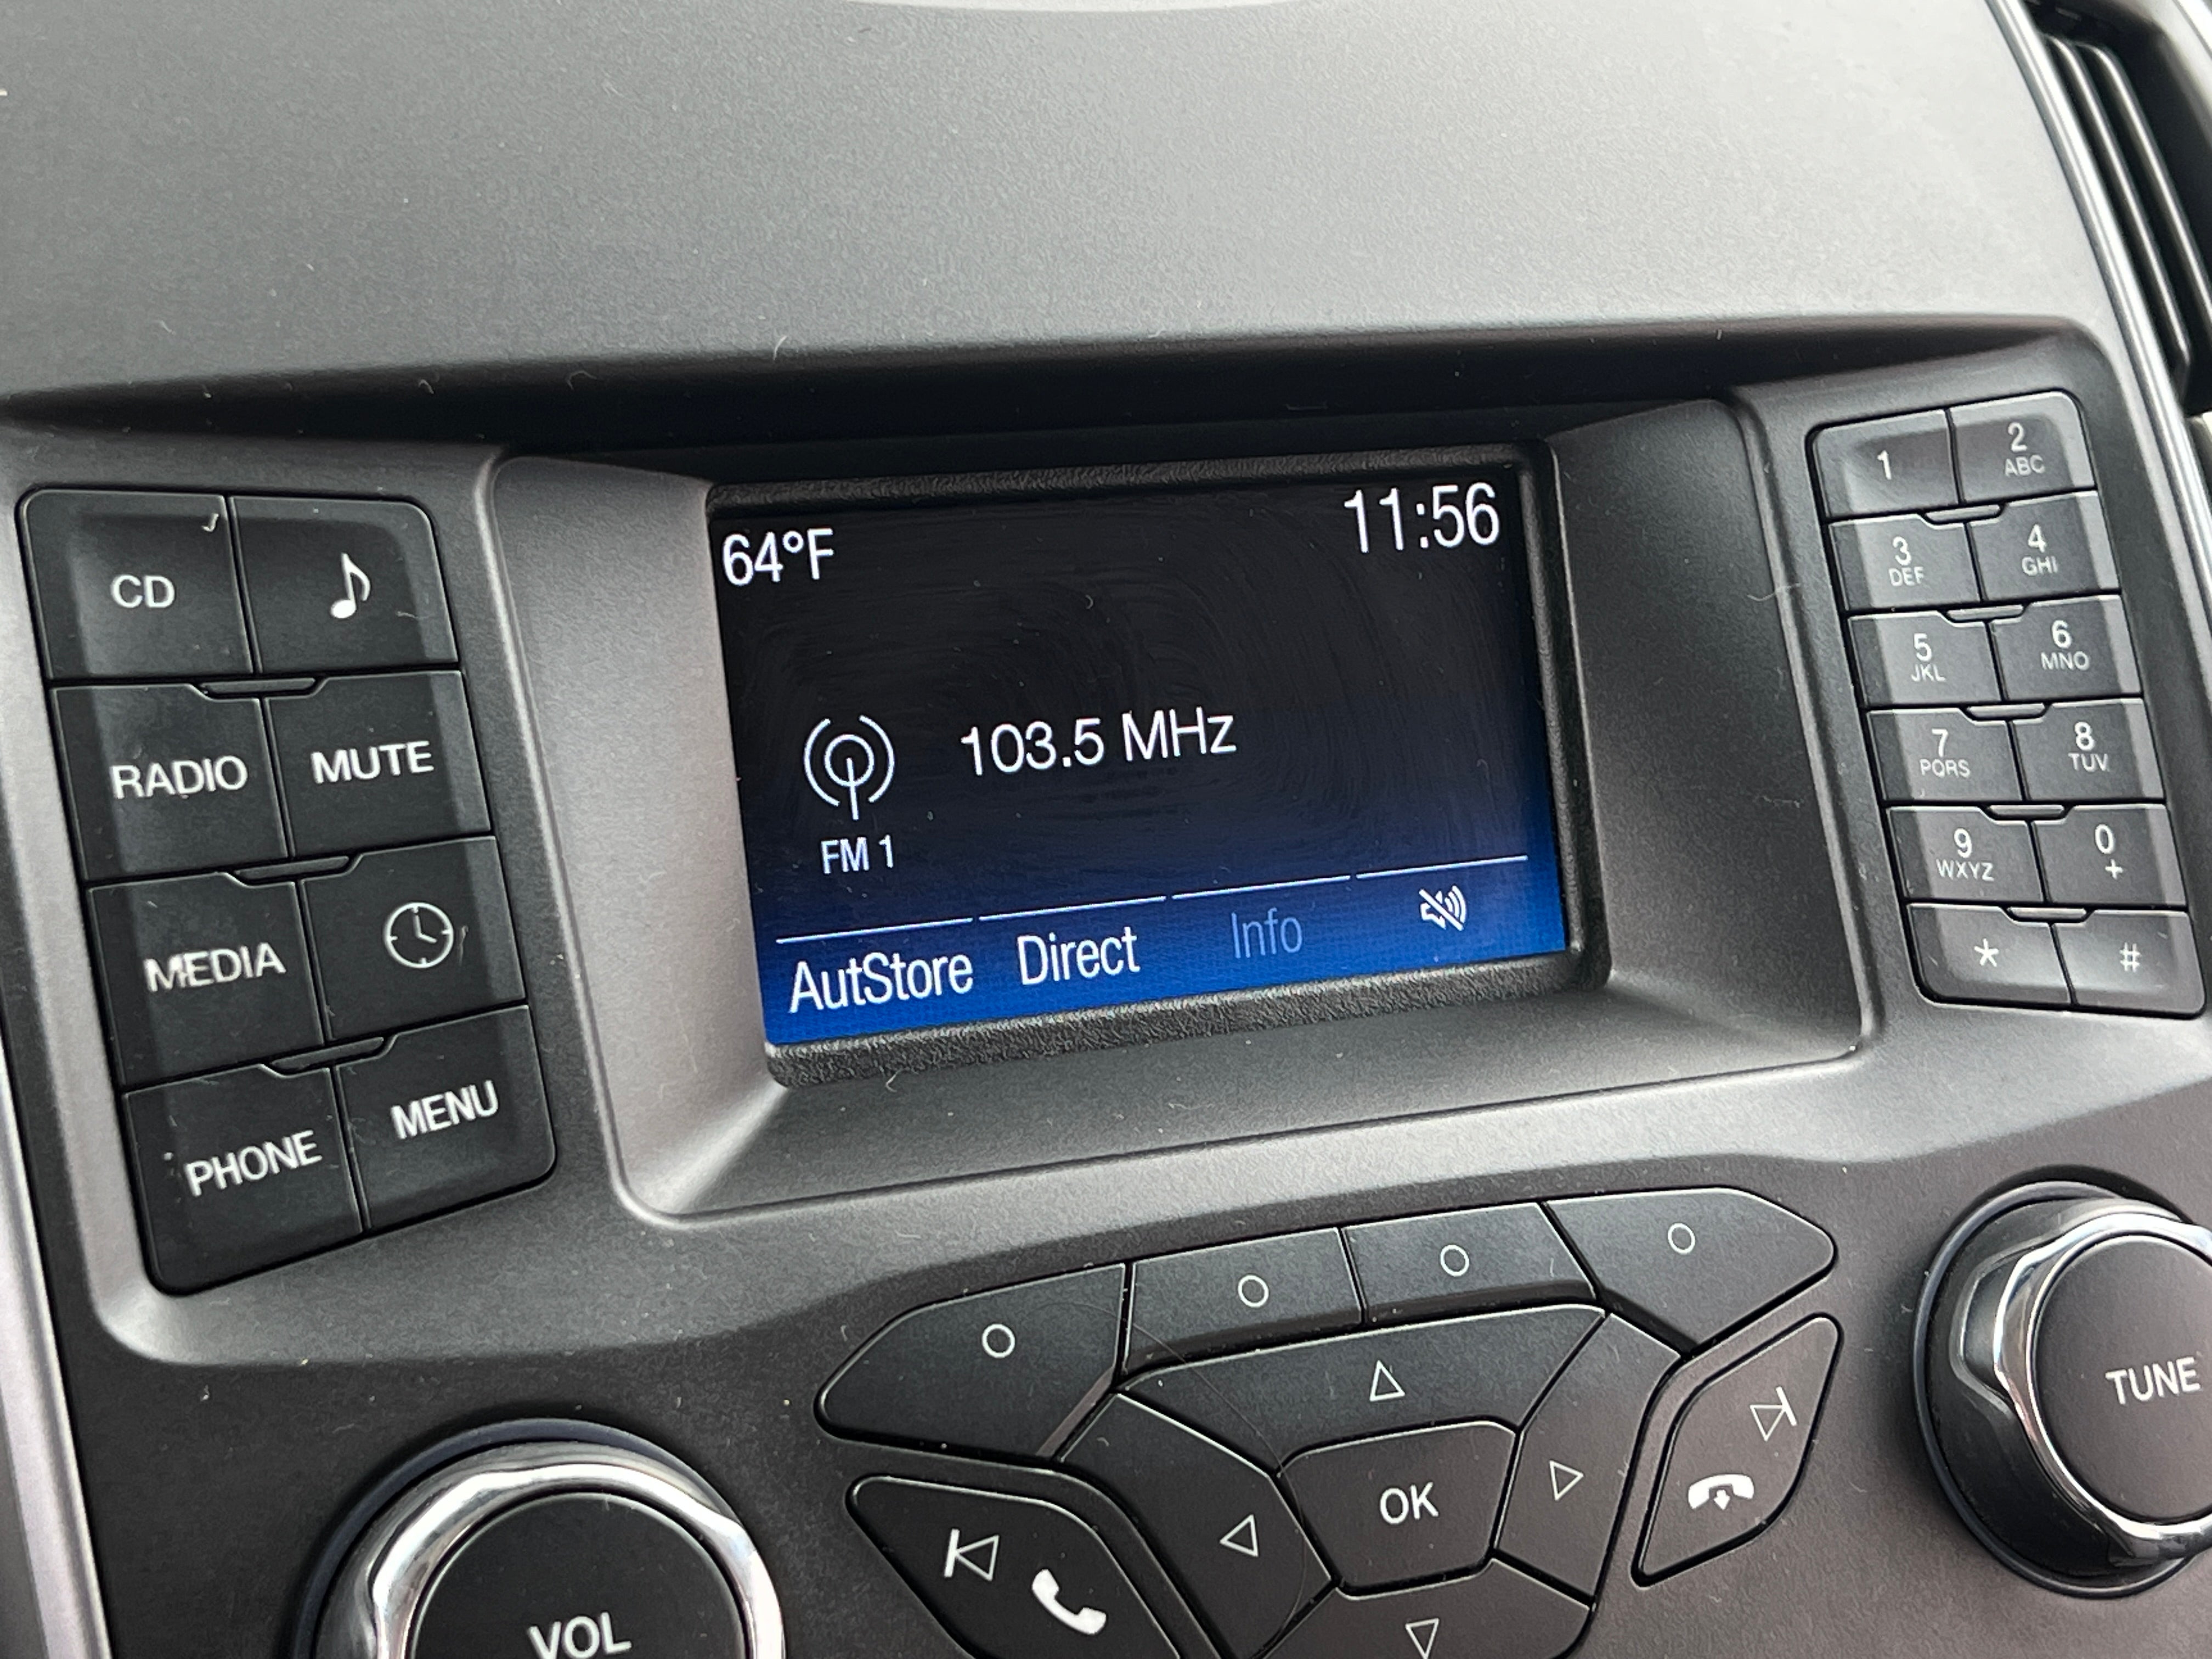 64°F
11:56
103.5 MHz
FM 1
AutStore Direct Info
CD
RADIO MUTE
MEDIA
PHONE MENU
1 2
ABC
3 4
DEF GHI
5 6
JKL MNO
7 8
PQRS TUV
9 0
WXYZ +
* #
OK
VOL
TUNE